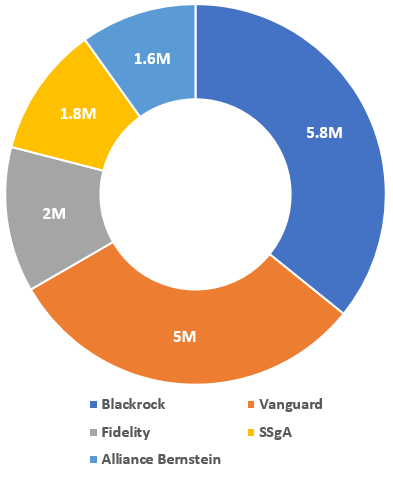 1.6M
5.8M
1.8M
2M
5M
Blackrock
Vanguard
Fidelity
SSgA
Alliance Bernstein